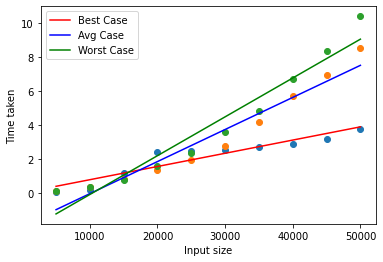 10
8
6
4
2
0
Time taken
Best Case
Avg Case
Worst Case
10000 20000 30000 40000 50000
Input size